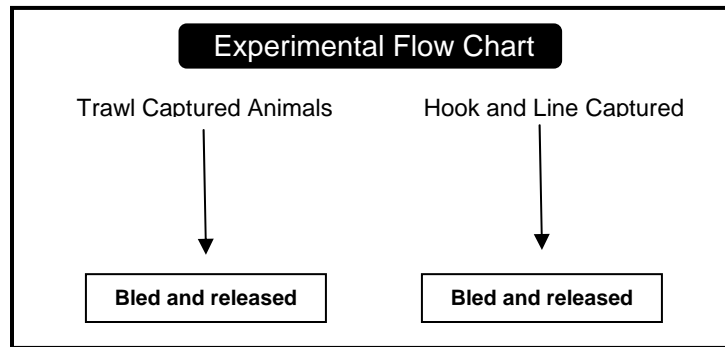 Experimental Flow Chart
Trawl Captured Animals
Hook and Line Captured
Bled and released
Bled and released